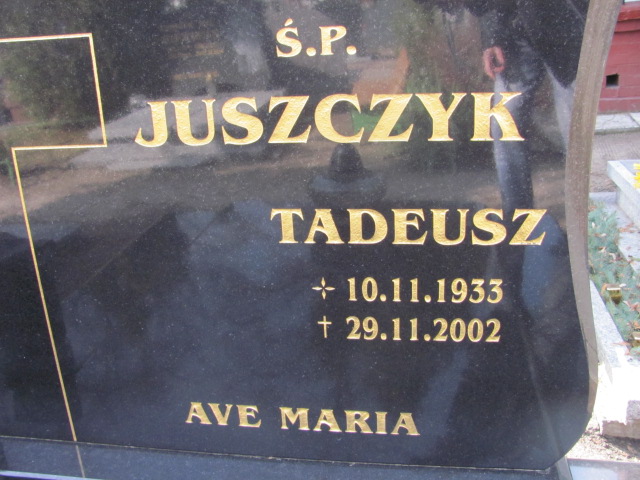 Ś.P.
JUSZCZYK
TADEUSZ
✧ 10.11.1933
† 29.11.2002
AVE MARIA